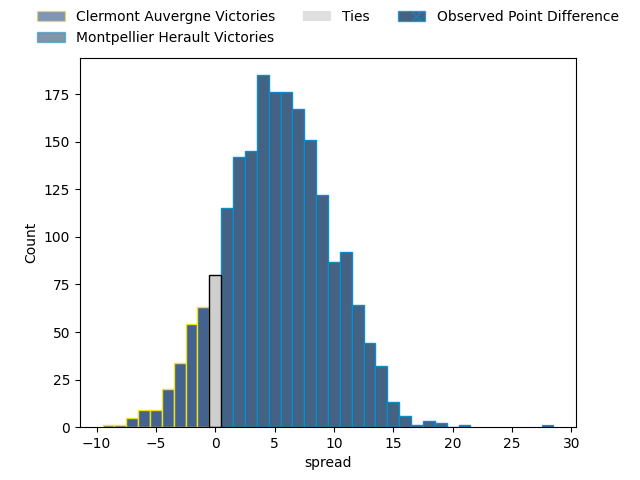 Clermont Auvergne Victories
Montpellier Herault Victories
Ties
Observed Point Difference
175
150
125
100
75
50
25
0
Count
−10 −5 0 5 10 15 20 25 30
spread